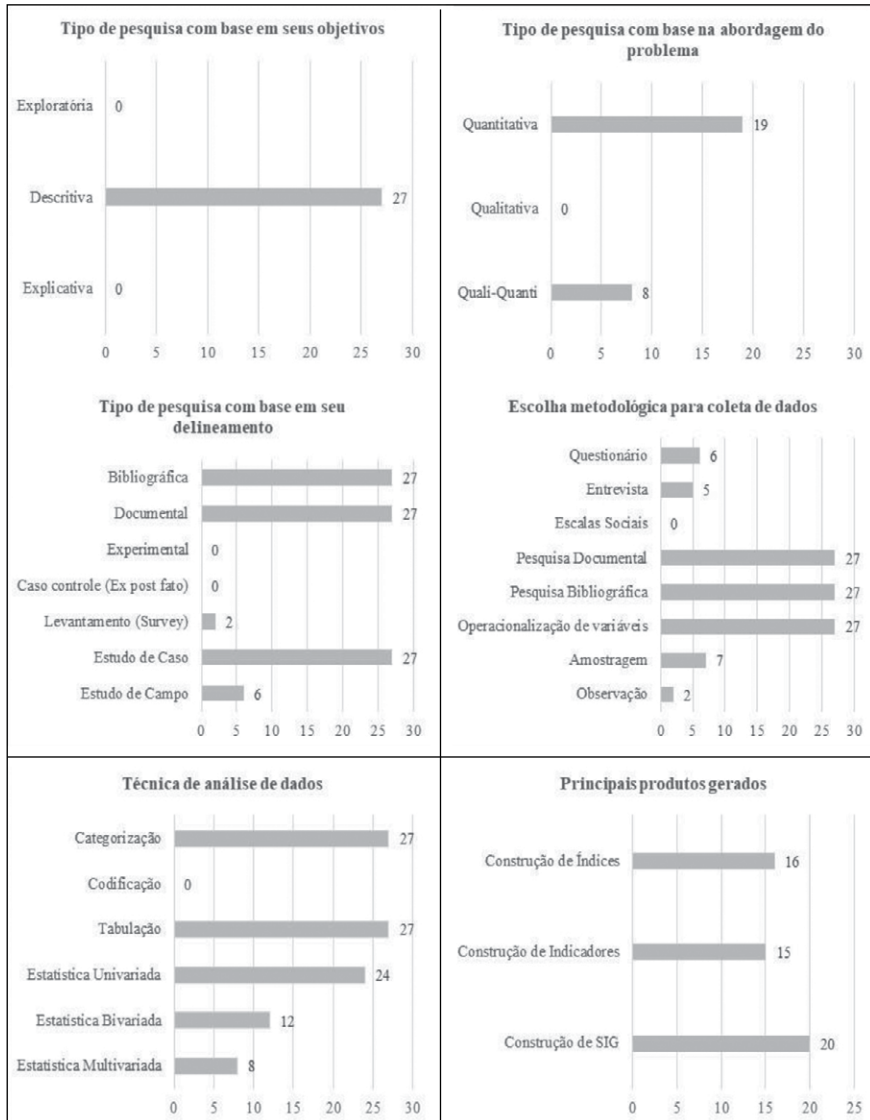 Tipo de pesquisa com base em seus objetivos
Exploratória 0
Descritiva 27
Explicativa 0
0 5 10 15 20 25 30
Tipo de pesquisa com base na abordagem do
problema
Quantitativa 19
Qualitativa 0
Quali-Quanti 8
0 5 10 15 20 25 30
Tipo de pesquisa com base em seu
delineamento
Bibliográfica 27
Documental 27
Experimental 0
Caso controle (Ex post fato) 0
Levantamento (Survey) 2
Estudo de Caso 27
Estudo de Campo 6
0 5 10 15 20 25 30
Escolha metodológica para coleta de dados
Questionário 6
Entrevista 5
Escalas Sociais 0
Pesquisa Documental 27
Pesquisa Bibliográfica 27
Operacionalização de variáveis 27
Amostragem 7
Observação 2
0 5 10 15 20 25 30
Técnica de análise de dados
Categorização 27
Codificação 0
Tabulação 27
Estatistica Univariada 24
Estatistica Bivariada 12
Estatistica Multivariada 8
0 5 10 15 20 25 30
Principais produtos gerados
Construção de Índices 16
Construção de Indicadores 15
Construção de SIG 20
0 5 10 15 20 25